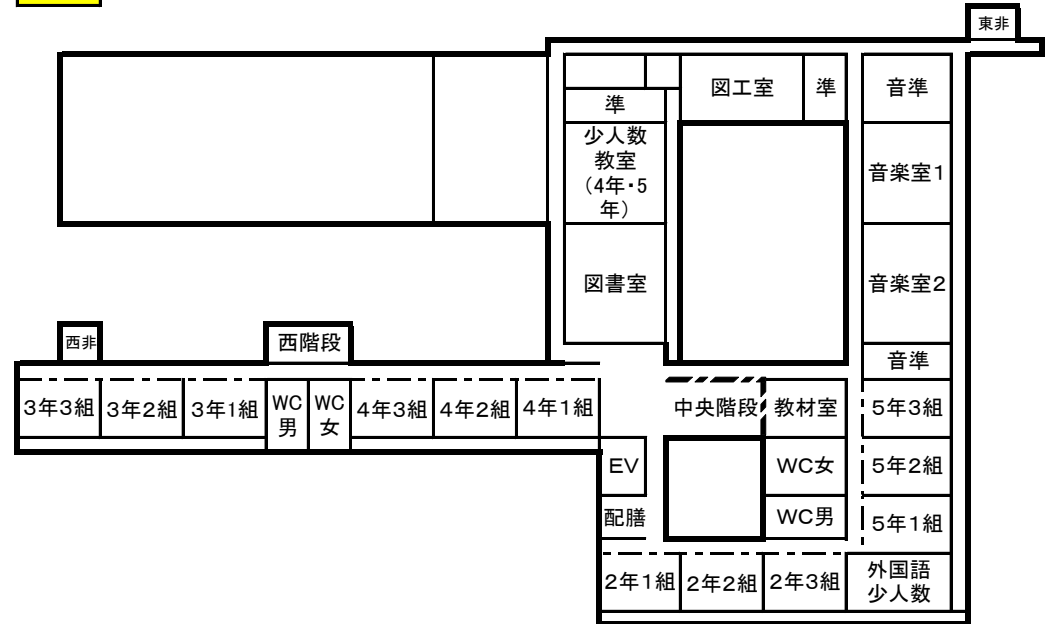 東非
図工室
準
音準
準
少人数
教室
（4年・5
年）
音楽室1
図書室
音楽室2
西非
西階段
音準
3年3組
3年2組
3年1組
WC
男
WC
女
4年3組
4年2組
4年1組
中央階段
教材室
5年3組
EV
WC女
5年2組
配膳
WC男
5年1組
2年1組
2年2組
2年3組
外国語
少人数